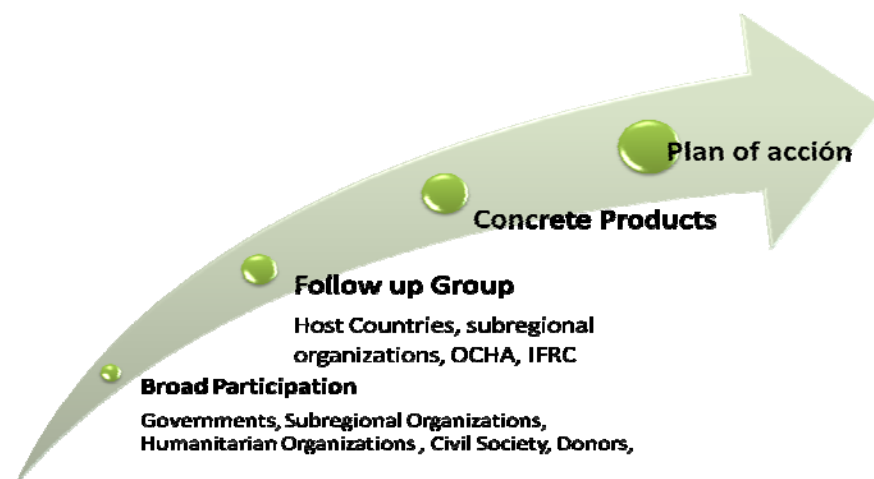 Plan of acción
Concrete Products
Follow up Group
Host Countries, subregional
organizations, OCHA, IFRC
Broad Participation
Governments, Subregional Organizations,
Humanitarian Organizations , Civil Society, Donors,